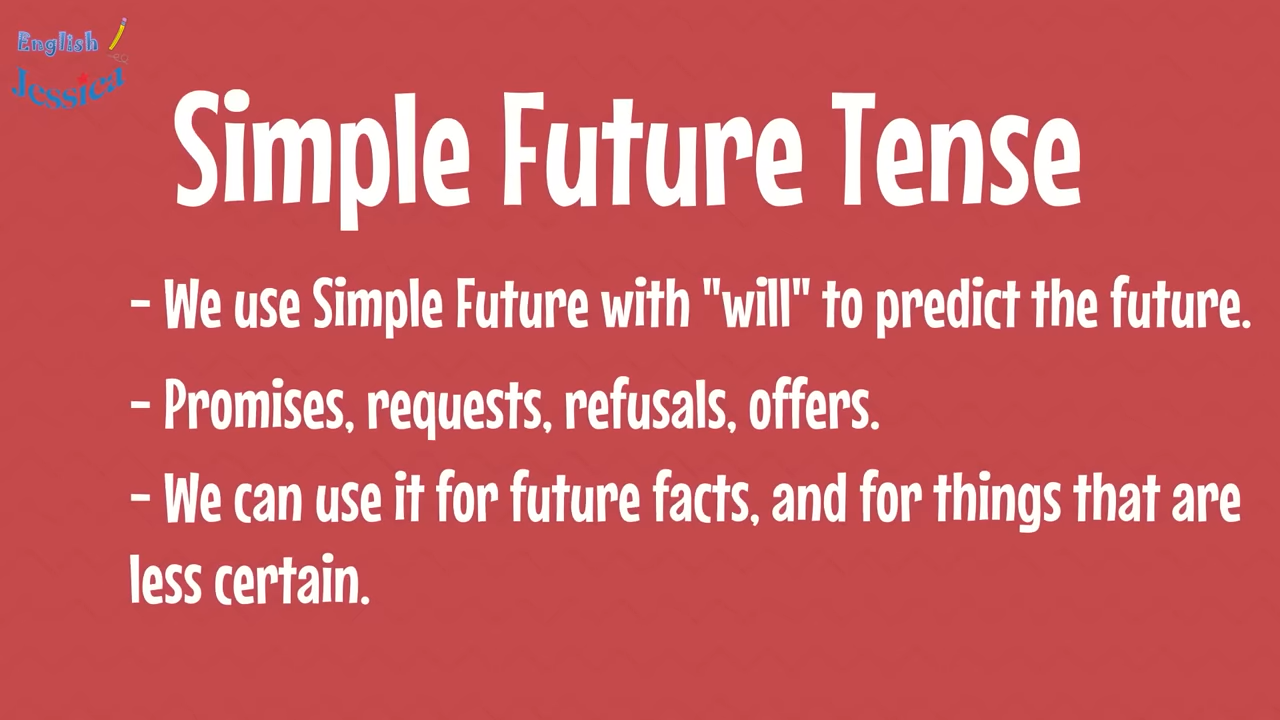 English
Jessica
Simple Future Tense
- We use Simple Future with "will" to predict the future.
- Promises, requests, refusals, offers.
- We can use it for future facts, and for things that are
less certain.